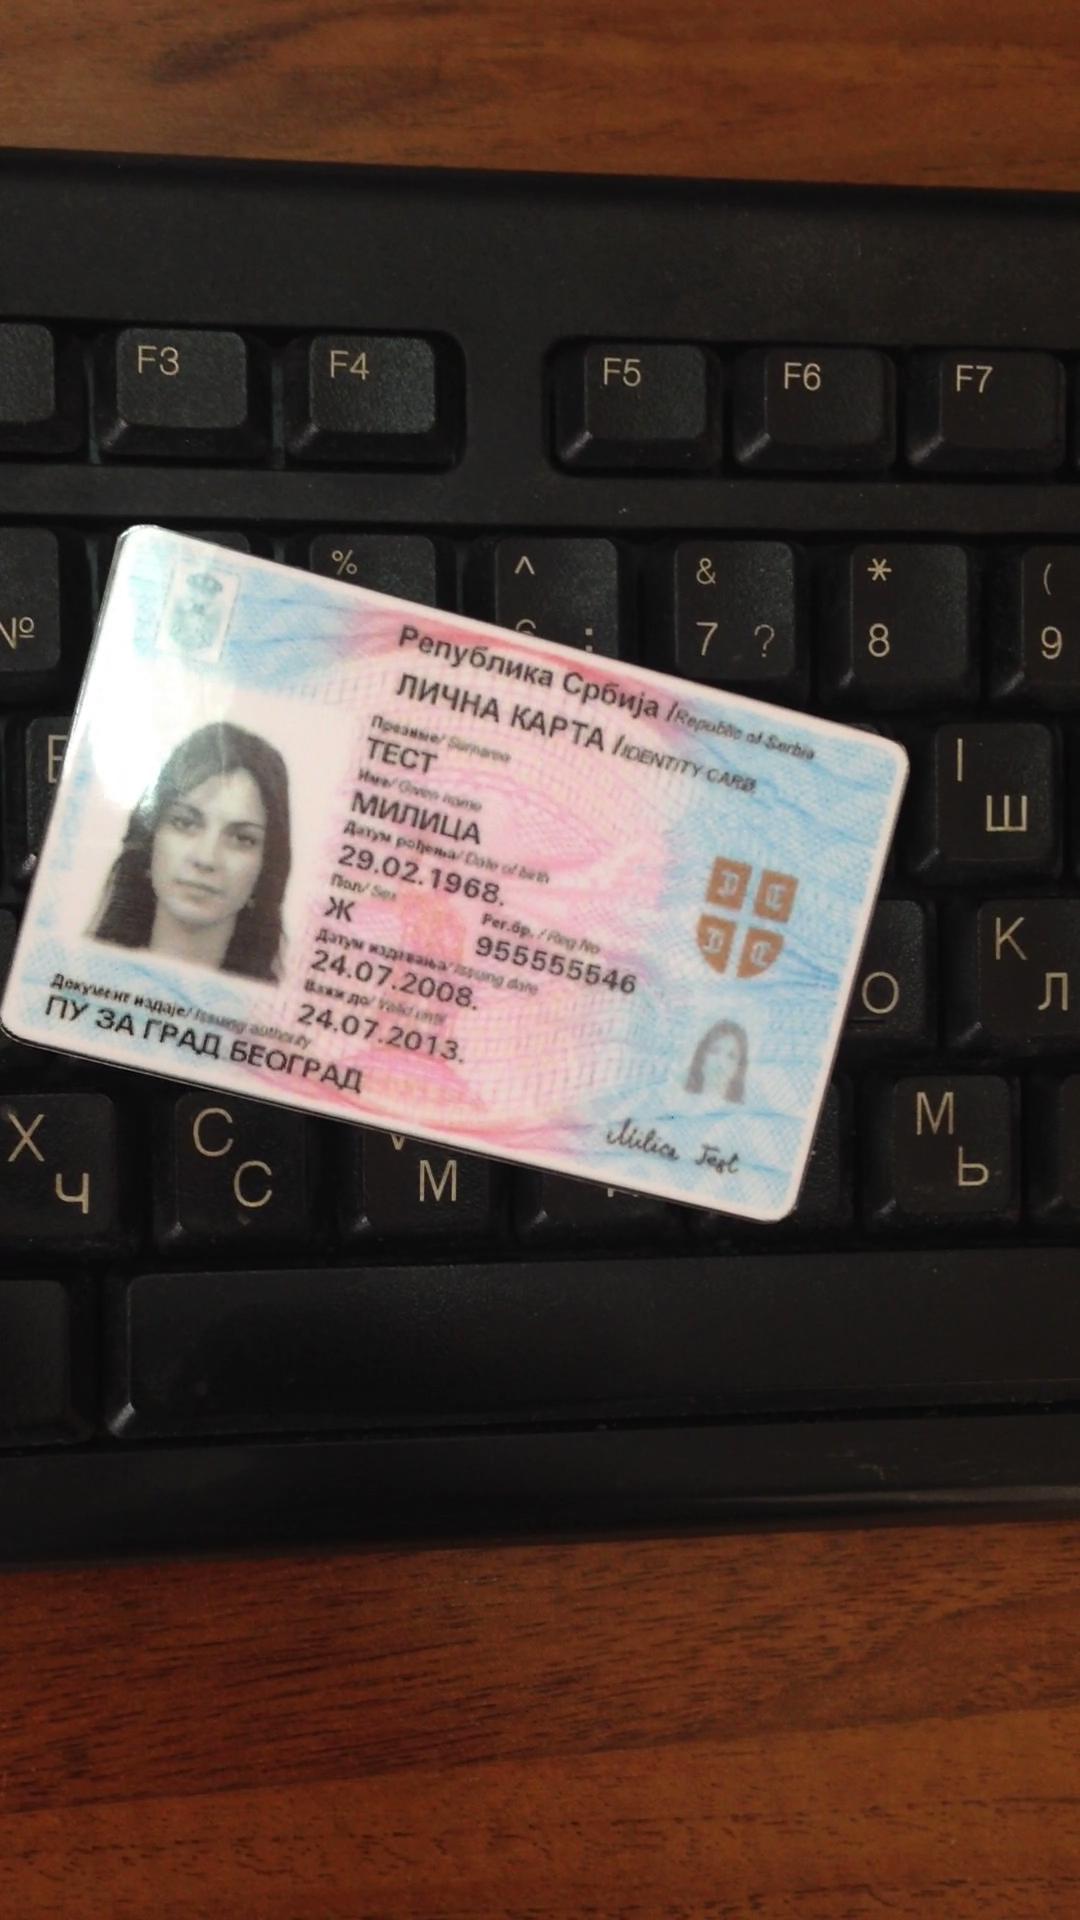 F3 F4 F5 F6 F7
% ^ & * (
№ : 7 ? 8 9
Република Србија / Republic of Serbia
ЛИЧНА КАРТА / IDENTITY CARD
Презиме/ Surname
ТЕСТ
Име/ Given name
МИЛИЦА
Датум рођења/ Date of birth
29.02.1968.
Пол/ Sex
Ж
Рег.бр. / Reg No
955555546
Датум издавања/ Issuing date
24.07.2008.
Важи до/ Valid until
24.07.2013.
Документ издаје/ Issuing authority
ПУ ЗА ГРАД БЕОГРАД
Milica Test
I
Ш
K
O Л
X C M
Ч С М Ь